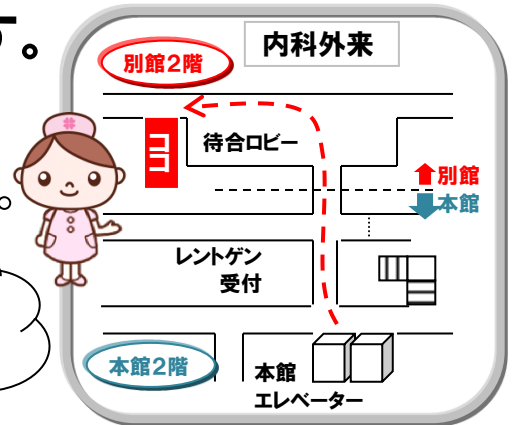 す。
。
内科外来
別館2階
ココ
待合ロビー
別館
本館
レントゲン
受付
本館2階
本館
エレベーター